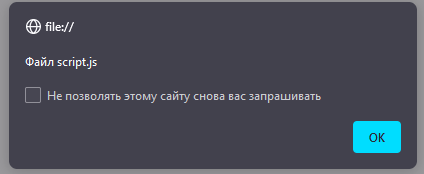 file://
Файл script.js
Не позволять этому сайту снова вас запрашивать
OK